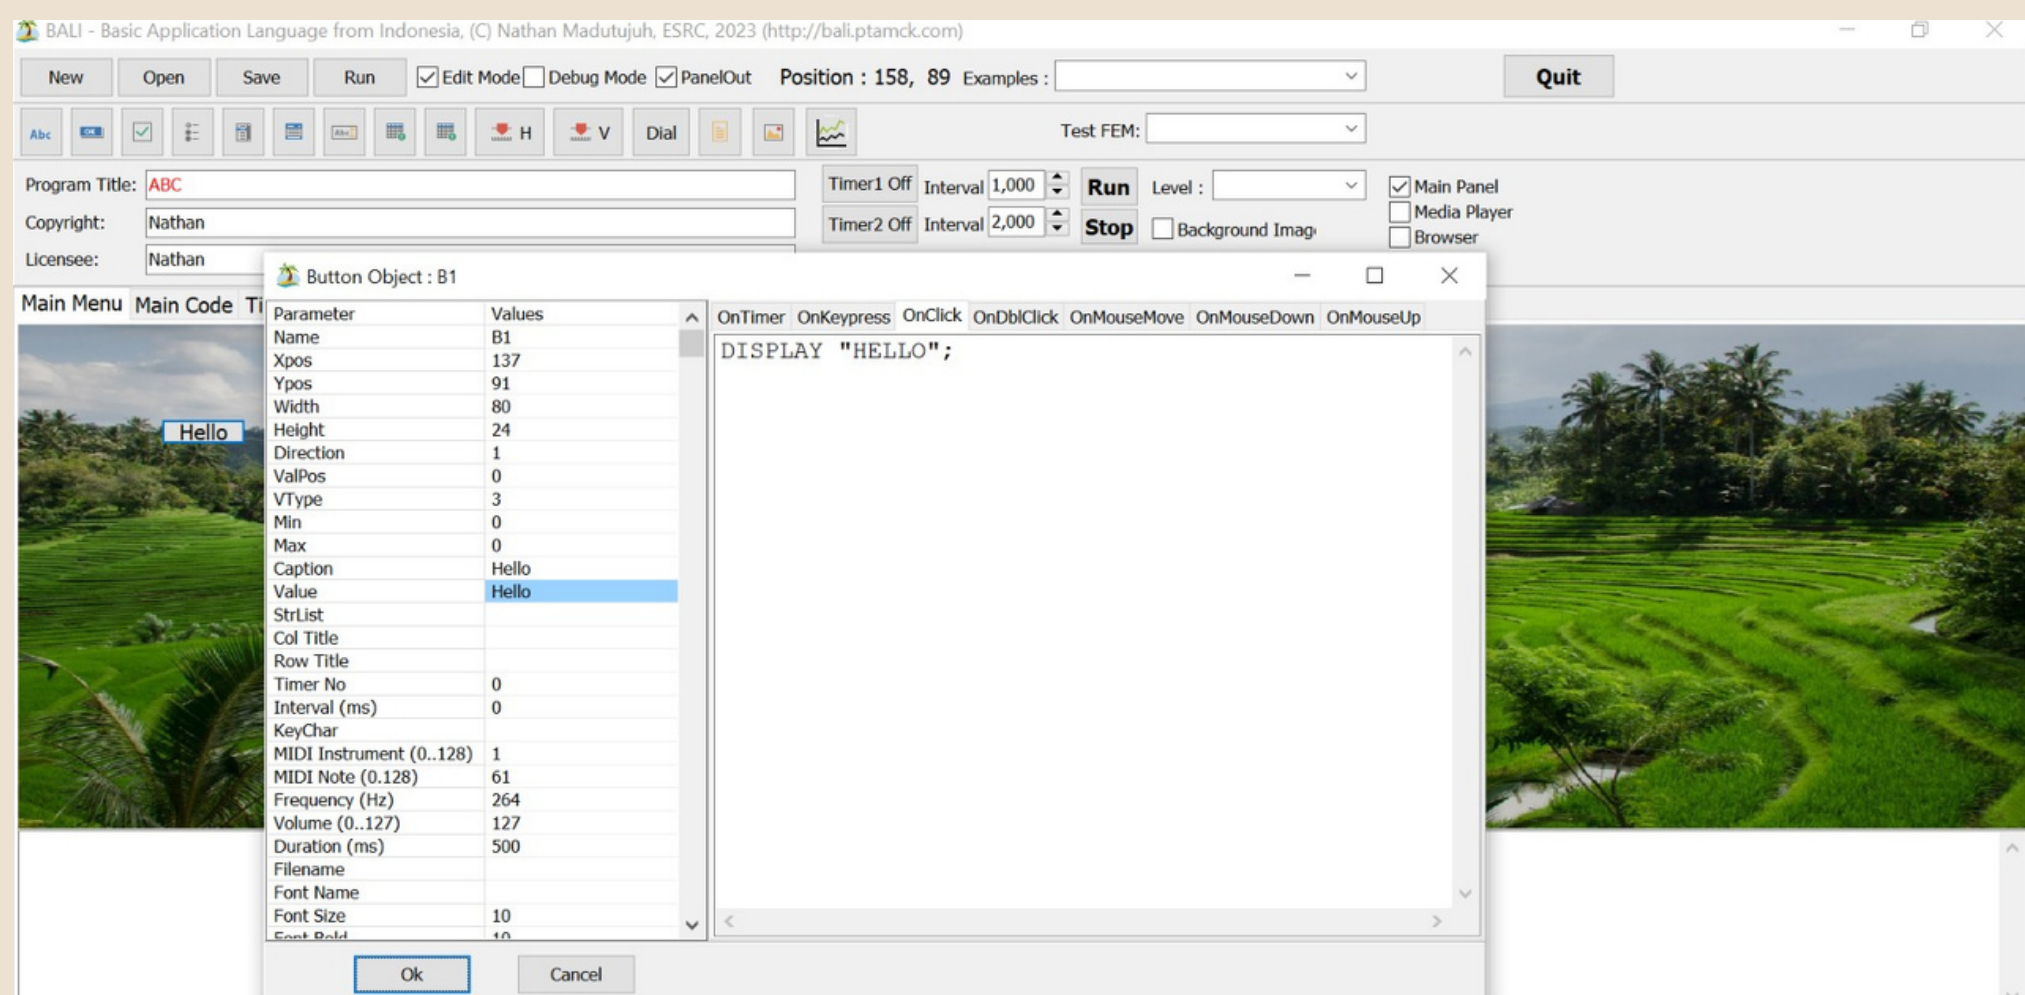 BALI - Basic Application Language from Indonesia, (C) Nathan Madutujuh, ESRC, 2023 (http://bali.ptamck.com)
New Open Save Run Edit Mode Debug Mode PanelOut Position : 158, 89 Examples : Quit
Abc OK Abc H V Dial Test FEM:
Program Title: ABC Timer1 Off Interval 1,000 Run Level : Main Panel
Copyright: Nathan Timer2 Off Interval 2,000 Stop Background Imag Media Player
Browser
Licensee: Nathan
Button Object : B1
Main Menu Main Code Ti
Hello
Parameter Values
Name B1
Xpos 137
Ypos 91
Width 80
Height 24
Direction 1
ValPos 0
VType 3
Min 0
Max 0
Caption Hello
Value Hello
StrList
Col Title
Row Title
Timer No 0
Interval (ms) 0
KeyChar
MIDI Instrument (0..128) 1
MIDI Note (0.128) 61
Frequency (Hz) 264
Volume (0..127) 127
Duration (ms) 500
Filename
Font Name
Font Size 10
Font Bold 10
OnTimer OnKeypress OnClick OnDblClick OnMouseMove OnMouseDown OnMouseUp
DISPLAY "HELLO";
Ok Cancel